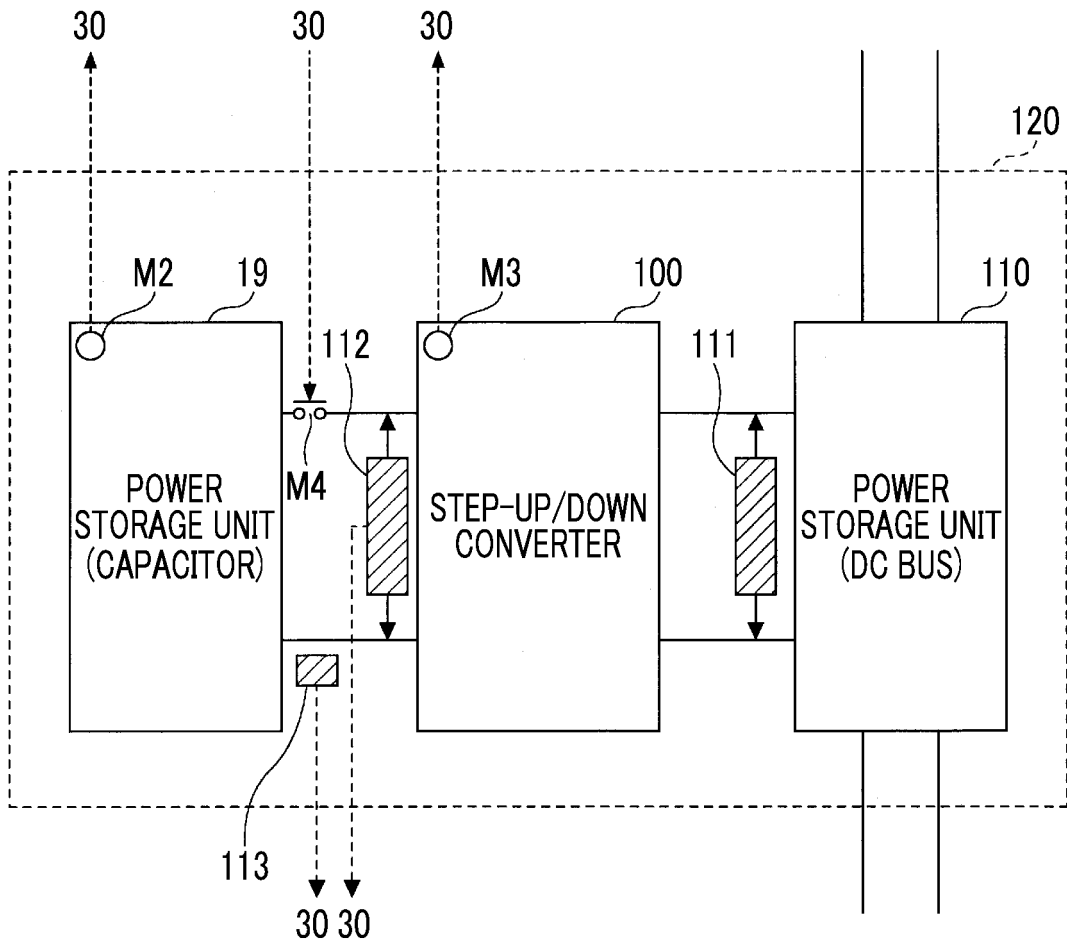 30
30
30
120
M2
19
M3
100
110
112
111
M4
POWER
STORAGE UNIT
(CAPACITOR)
STEP-UP/DOWN
CONVERTER
POWER
STORAGE UNIT
(DC BUS)
113
30
30